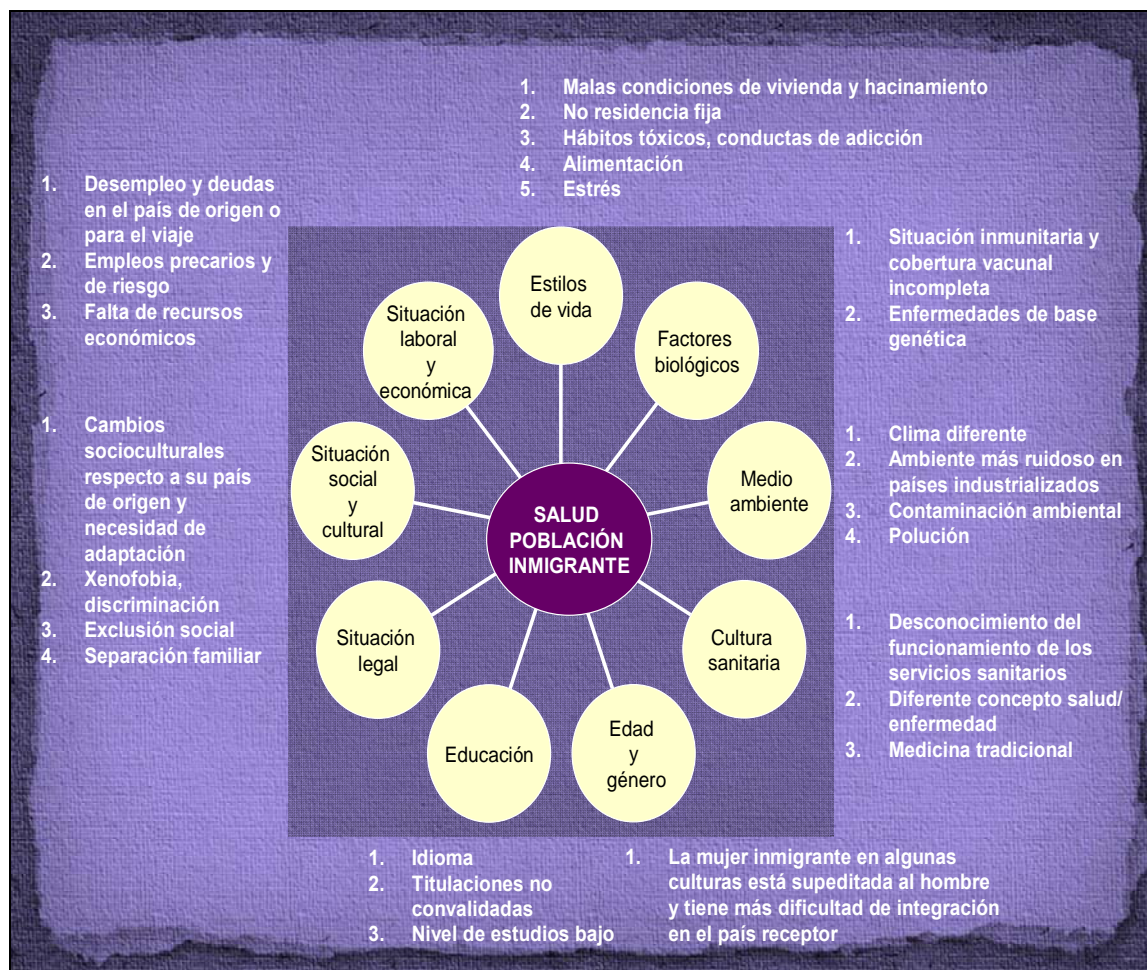 1. Malas condiciones de vivienda y hacinamiento
2. No residencia fija
3. Hábitos tóxicos, conductas de adicción
4. Alimentación
5. Estrés
1. Desempleo y deudas
en el país de origen o
para el viaje
2. Empleos precarios y
de riesgo
3. Falta de recursos
económicos
1. Situación inmunitaria y
cobertura vacunal
incompleta
2. Enfermedades de base
genética
Estilos
de vida
Situación
laboral
y
económica
Factores
biológicos
1. Cambios
socioculturales
respecto a su país
de origen y
necesidad de
adaptación
2. Xenofobia,
discriminación
3. Exclusión social
4. Separación familiar
Situación
social
y
cultural
Medio
ambiente
1. Clima diferente
2. Ambiente más ruidoso en
países industrializados
3. Contaminación ambiental
4. Polución
SALUD
POBLACIÓN
INMIGRANTE
Situación
legal
Cultura
sanitaria
1. Desconocimiento del
funcionamiento de los
servicios sanitarios
2. Diferente concepto salud/
enfermedad
3. Medicina tradicional
Educación
Edad
y
género
1. Idioma
2. Titulaciones no
convalidadas
3. Nivel de estudios bajo
1. La mujer inmigrante en algunas
culturas está supeditada al hombre
y tiene más dificultad de integración
en el país receptor